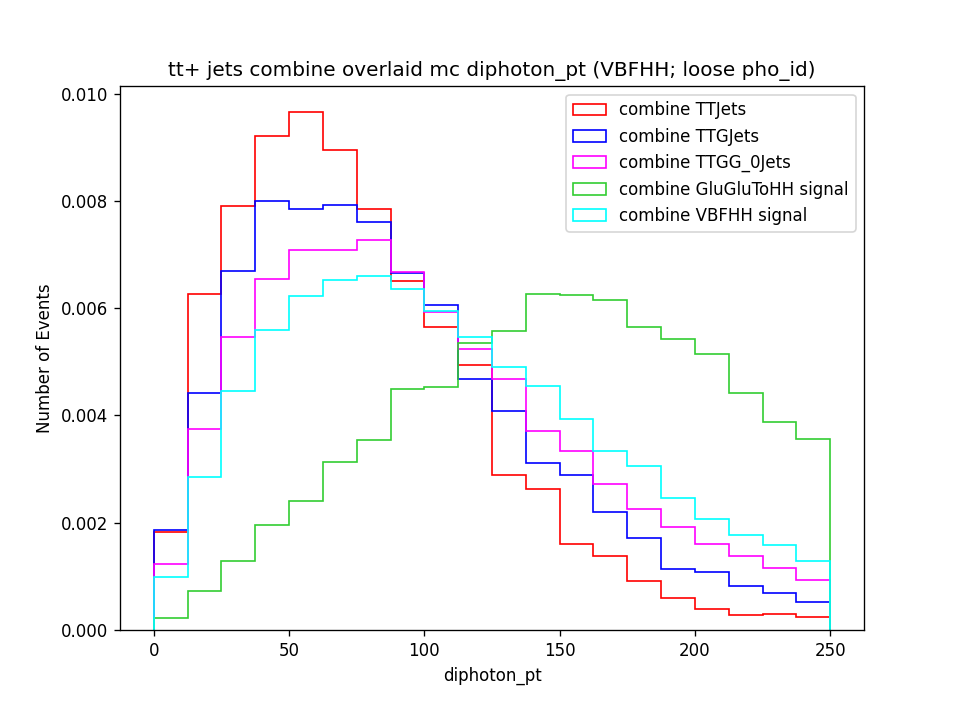 tt+ jets combine overlaid mc diphoton_pt (VBFHH; loose pho_id)
combine TTJets
combine TTGJets
combine TTGG_0Jets
combine GluGluToHH signal
combine VBFHH signal
Number of Events
0.010
0.008
0.006
0.004
0.002
0.000
0 50 100 150 200 250
diphoton_pt